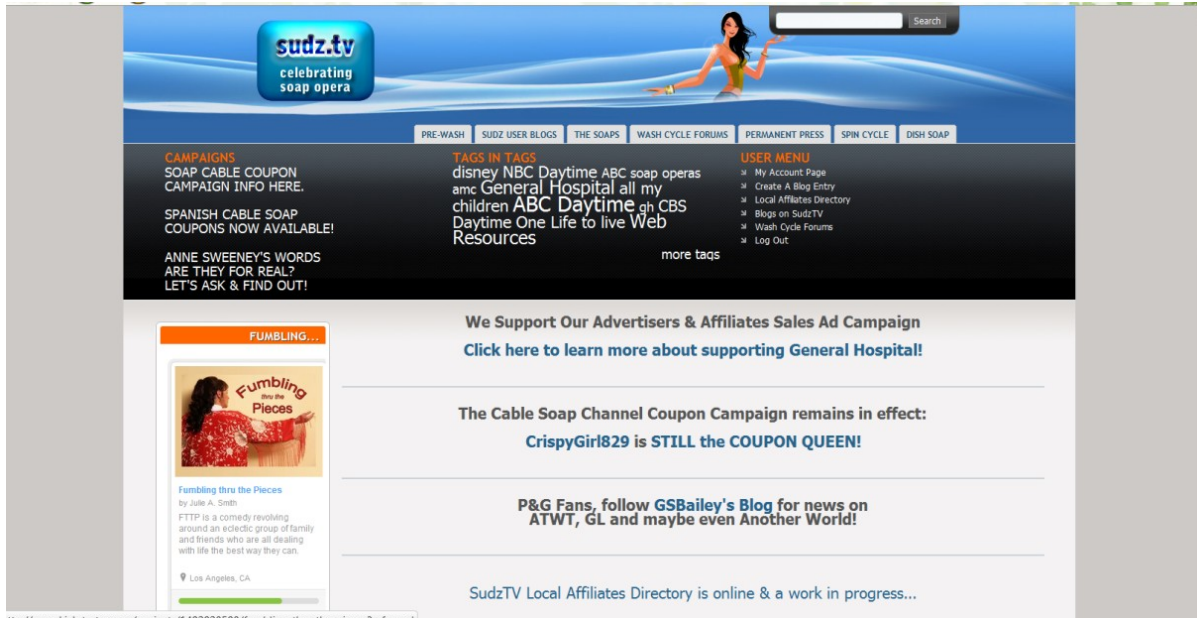 sudz.tv
celebrating
soap opera
Search
PRE-WASH
SUDZ USER BLOGS
THE SOAPS
WASH CYCLE FORUMS
PERMANENT PRESS
SPIN CYCLE
DISH SOAP
CAMPAIGNS
SOAP CABLE COUPON
CAMPAIGN INFO HERE.
SPANISH CABLE SOAP
COUPONS NOW AVAILABLE!
ANNE SWEENEY'S WORDS
ARE THEY FOR REAL?
LET'S ASK & FIND OUT!
TAGS IN TAGS
disney NBC Daytime ABC soap operas
amc General Hospital all my
children ABC Daytime gh CBS
Daytime One Life to live Web
Resources
more tags
USER MENU
My Account Page
Create A Blog Entry
Local Affiliates Directory
Blogs on SudzTV
Wash Cycle Forums
Log Out
FUMBLING...
Fumbling
thru the
Pieces
Fumbling thru the Pieces
by Julie A. Smith
FTTP is a comedy revolving
around an eclectic group of family
and friends who are all dealing
with life the best way they can.
Los Angeles, CA
We Support Our Advertisers & Affiliates Sales Ad Campaign
Click here to learn more about supporting General Hospital!
The Cable Soap Channel Coupon Campaign remains in effect:
CrispyGirl829 is STILL the COUPON QUEEN!
P&G Fans, follow GSBailey's Blog for news on
ATWT, GL and maybe even Another World!
SudzTV Local Affiliates Directory is online & a work in progress...